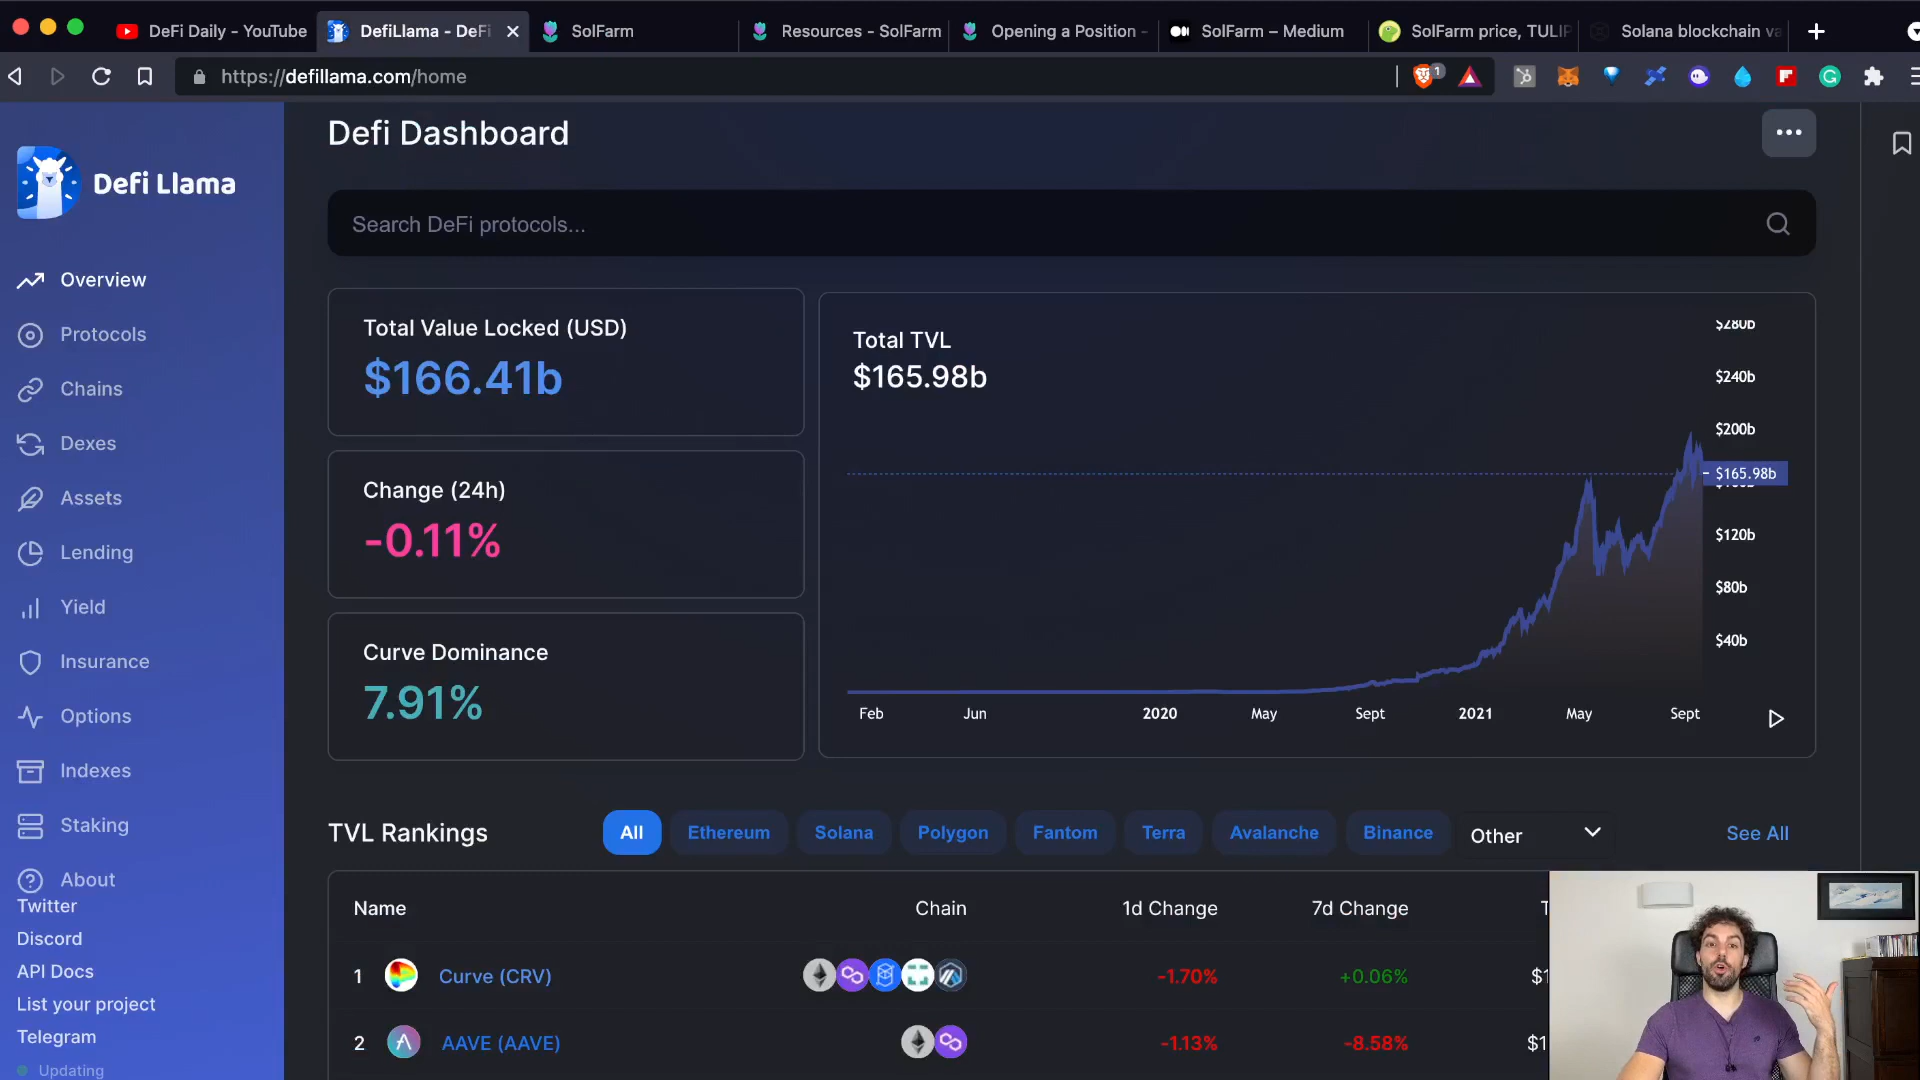 DeFi Daily - YouTube
DefiLlama - DeFi
SolFarm
Resources - SolFarm
Opening a Position -
SolFarm – Medium
SolFarm price, TULIP
Solana blockchain va
https://defillama.com/home
1
Defi Llama
Overview
Protocols
Chains
Dexes
Assets
Lending
Yield
Insurance
Options
Indexes
Staking
About
Twitter
Discord
API Docs
List your project
Telegram
Updating
Defi Dashboard
Search DeFi protocols...
Total Value Locked (USD)
$166.41b
Change (24h)
-0.11%
Curve Dominance
7.91%
Total TVL
$165.98b
$280b
$240b
$200b
$165.98b
$120b
$80b
$40b
Feb Jun 2020 May Sept 2021 May Sept
TVL Rankings
All Ethereum Solana Polygon Fantom Terra Avalanche Binance Other See All
Name Chain 1d Change 7d Change
1 Curve (CRV) -1.70% +0.06% $1
2 AAVE (AAVE) -1.13% -8.58% $1